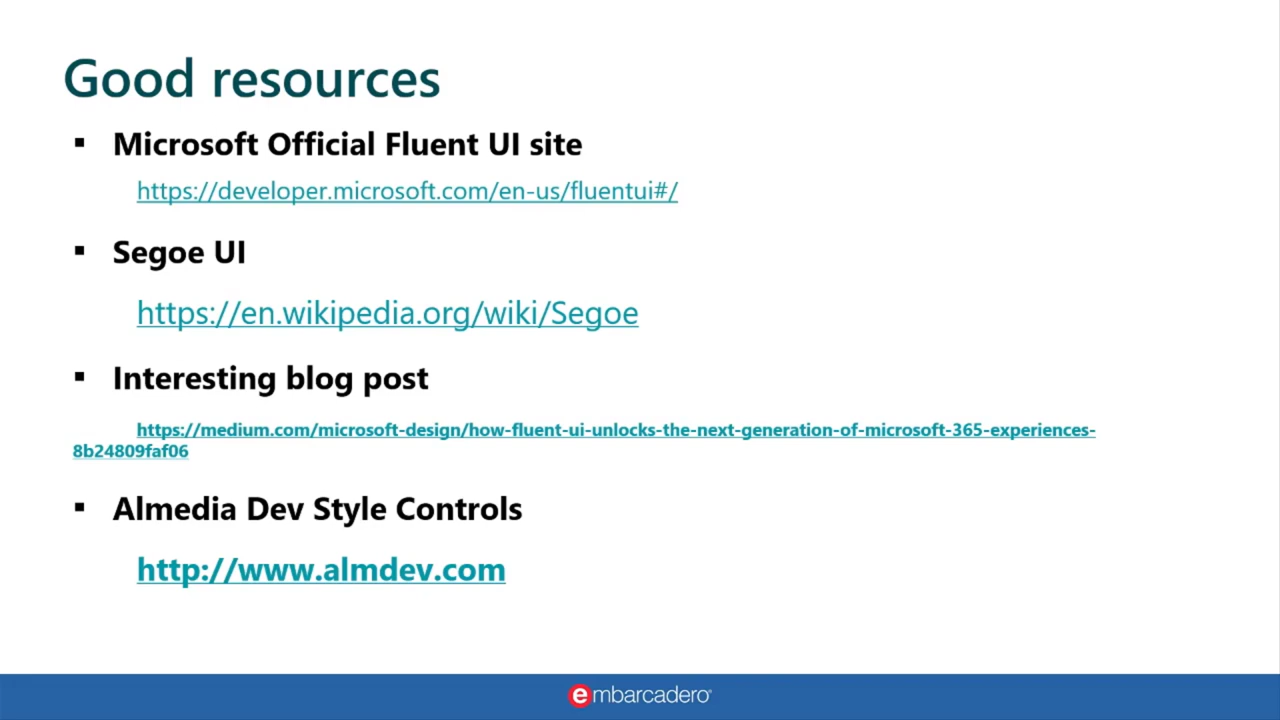 Good resources
▪ Microsoft Official Fluent UI site
https://developer.microsoft.com/en-us/fluentui#/
▪ Segoe UI
https://en.wikipedia.org/wiki/Segoe
▪ Interesting blog post
https://medium.com/microsoft-design/how-fluent-ui-unlocks-the-next-generation-of-microsoft-365-experiences-
8b24809faf06
▪ Almedia Dev Style Controls
http://www.almdev.com
embarcadero®